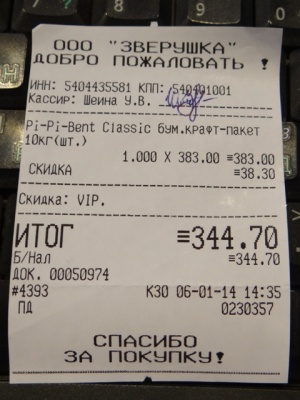 ООО "ЗВЕРУШКА"
ДОБРО ПОЖАЛОВАТЬ !
ИНН: 5404435581 КПП: 540401001
Кассир: Шеина У.В.
Pi-Pi-Bent Classic бум.крафт-пакет
10кг(шт.)
1.000 X 383.00 ≡383.00
СКИДКА ≡38.30
Скидка: VIP.
ИТОГ ≡344.70
Б/Нал ≡344.70
ДОК. 00050974
#4393 К30 06-01-14 14:35
ПД 0230357
СПАСИБО
ЗА ПОКУПКУ!